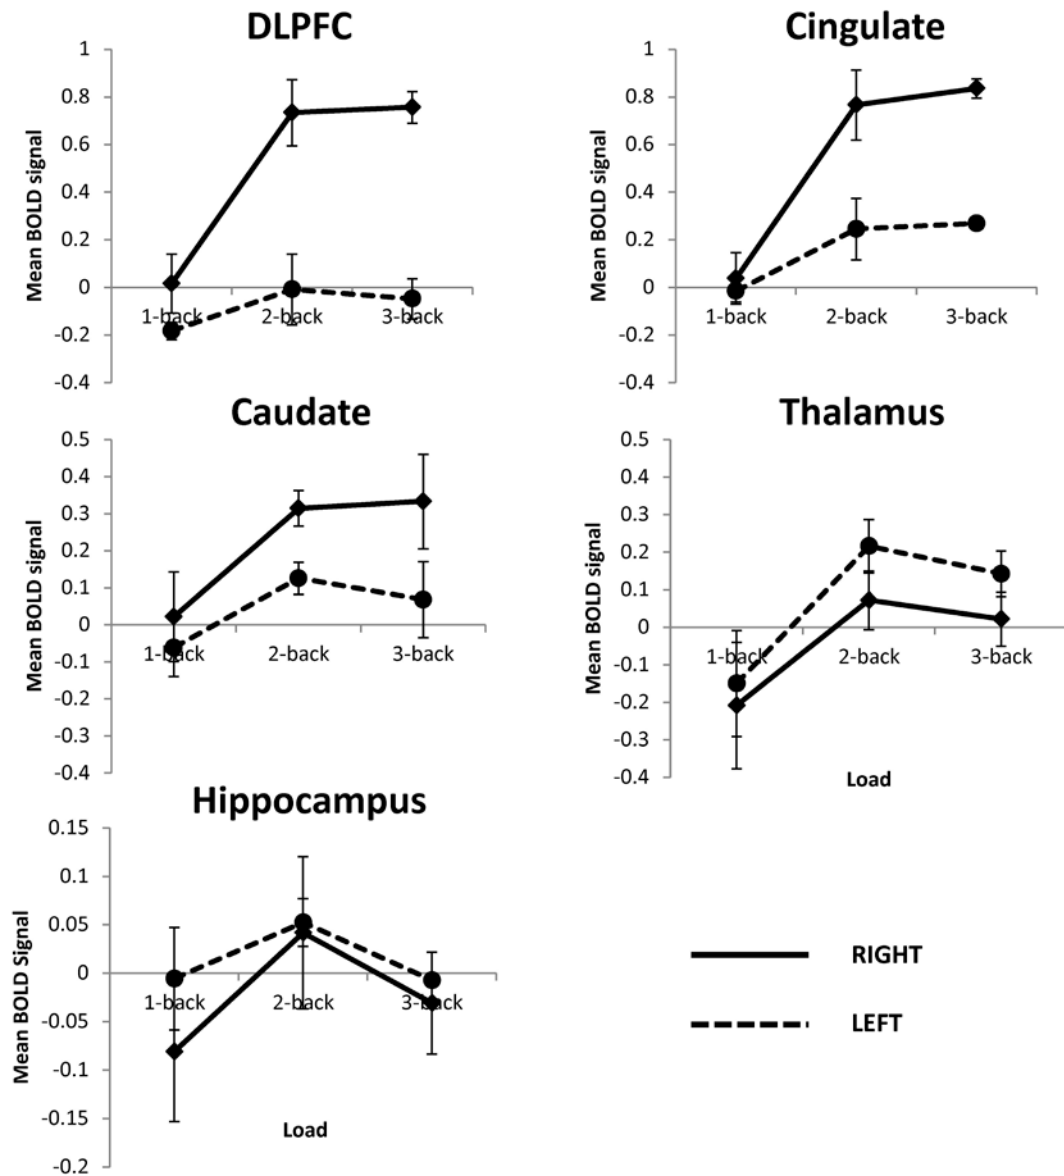 DLPFC
Mean BOLD signal
1
0.8
0.6
0.4
0.2
0
-0.2
-0.4
1-back 2-back 3-back
Cingulate
Mean BOLD signal
1
0.8
0.6
0.4
0.2
0
-0.2
-0.4
1-back 2-back 3-back
Caudate
Mean BOLD signal
0.5
0.4
0.3
0.2
0.1
0
-0.1
-0.2
-0.3
-0.4
1-back 2-back 3-back
Thalamus
Mean BOLD signal
0.5
0.4
0.3
0.2
0.1
0
-0.1
-0.2
-0.3
-0.4
1-back 2-back 3-back
Load
Hippocampus
Mean BOLD Signal
0.15
0.1
0.05
0
-0.05
-0.1
-0.15
-0.2
1-back 2-back 3-back
Load
RIGHT
LEFT